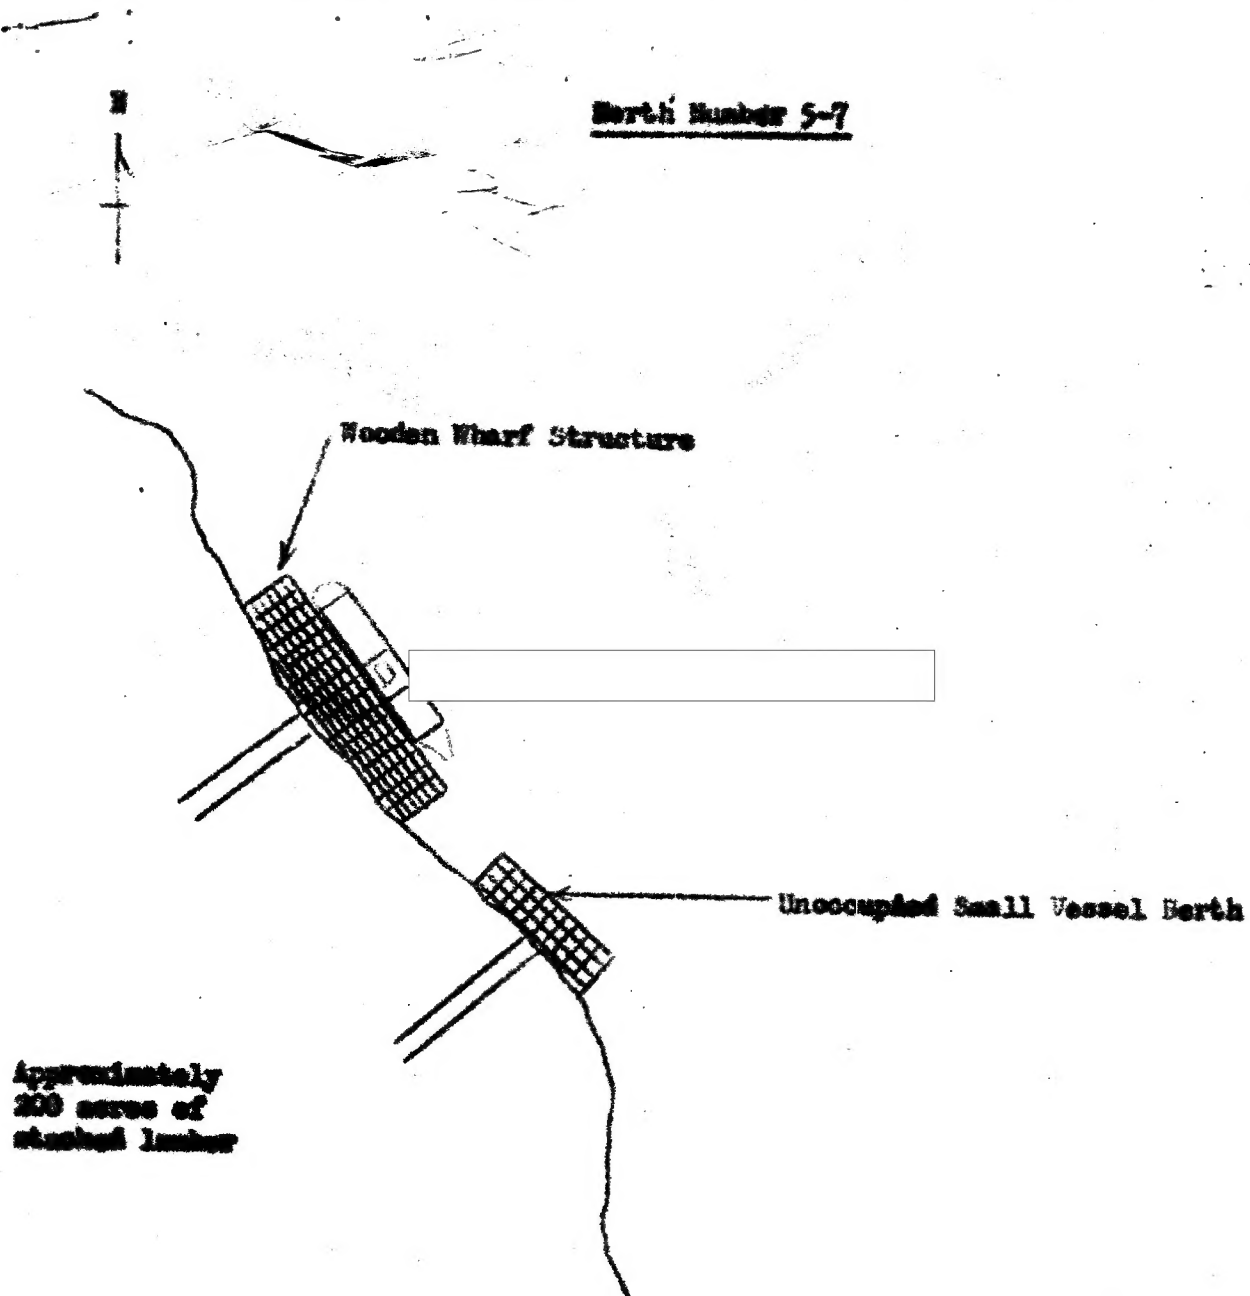 N
Berth Number 5-7
Wooden Wharf Structure
Unoccupied Small Vessel Berth
Approximately
200 acres of
stacked lumber